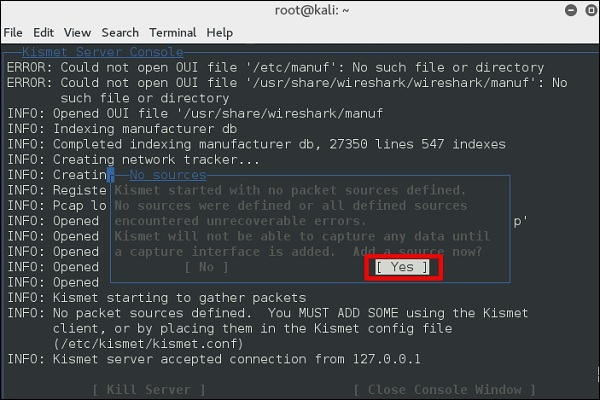 root@kali: ~
File Edit View Search Terminal Help
Kismet Server Console
ERROR: Could not open OUI file '/etc/manuf': No such file or directory
ERROR: Could not open OUI file '/usr/share/wireshark/wireshark/manuf': No
such file or directory
INFO: Opened OUI file '/usr/share/wireshark/manuf
INFO: Indexing manufacturer db
INFO: Completed indexing manufacturer db, 27350 lines 547 indexes
INFO: Creating network tracker...
INFO: Creatin
No sources
INFO: Registe
Kismet started with no packet sources defined.
INFO: Pcap lo
No sources were defined or all defined sources
INFO: Opened
encountered unrecoverable errors.
p'
INFO: Opened
Kismet will not be able to capture any data until
INFO: Opened
a capture interface is added.  Add a source now?
INFO: Opened
[ No ]
[ Yes ]
INFO: Opened
INFO: Kismet starting to gather packets
INFO: No packet sources defined.  You MUST ADD SOME using the Kismet
client, or by placing them in the Kismet config file
(/etc/kismet/kismet.conf)
INFO: Kismet server accepted connection from 127.0.0.1
[ Kill Server ]
[ Close Console Window ]